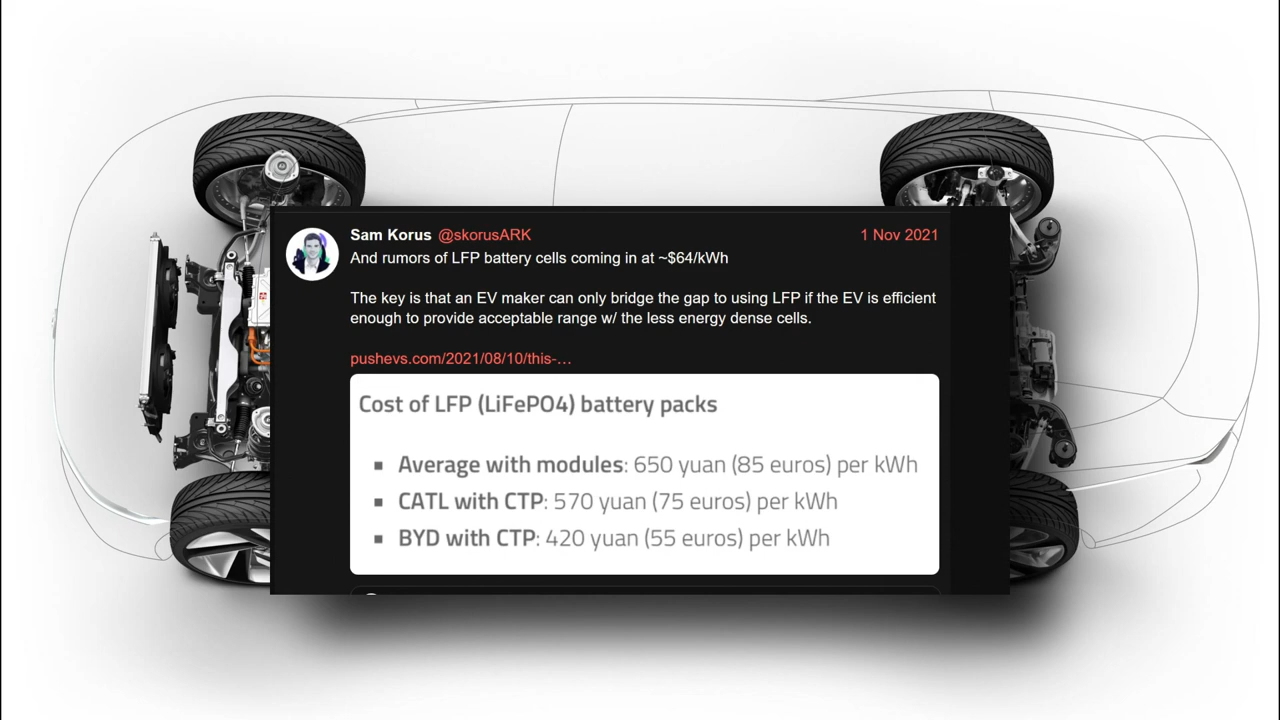 Sam Korus @skorusARK 1 Nov 2021
And rumors of LFP battery cells coming in at ~$64/kWh
The key is that an EV maker can only bridge the gap to using LFP if the EV is efficient
enough to provide acceptable range w/ the less energy dense cells.
pushevs.com/2021/08/10/this-…
Cost of LFP (LiFePO4) battery packs
▪ Average with modules: 650 yuan (85 euros) per kWh
▪ CATL with CTP: 570 yuan (75 euros) per kWh
▪ BYD with CTP: 420 yuan (55 euros) per kWh